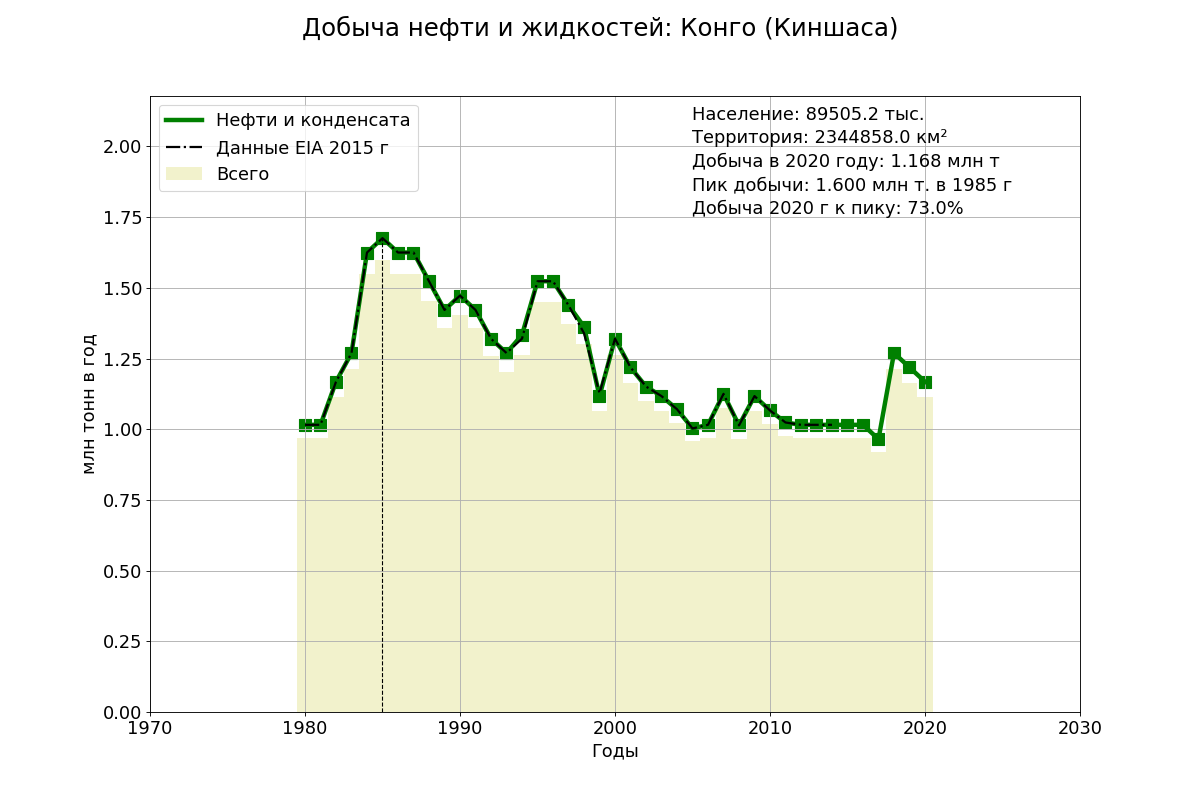 Добыча нефти и жидкостей: Конго (Киншаса)
Нефти и конденсата
Данные EIA 2015 г
Всего
Население: 89505.2 тыс.
Территория: 2344858.0 км²
Добыча в 2020 году: 1.168 млн т
Пик добычи: 1.600 млн т. в 1985 г
Добыча 2020 г к пику: 73.0%
млн тонн в год
2.00
1.75
1.50
1.25
1.00
0.75
0.50
0.25
0.00
1970 1980 1990 2000 2010 2020 2030
Годы